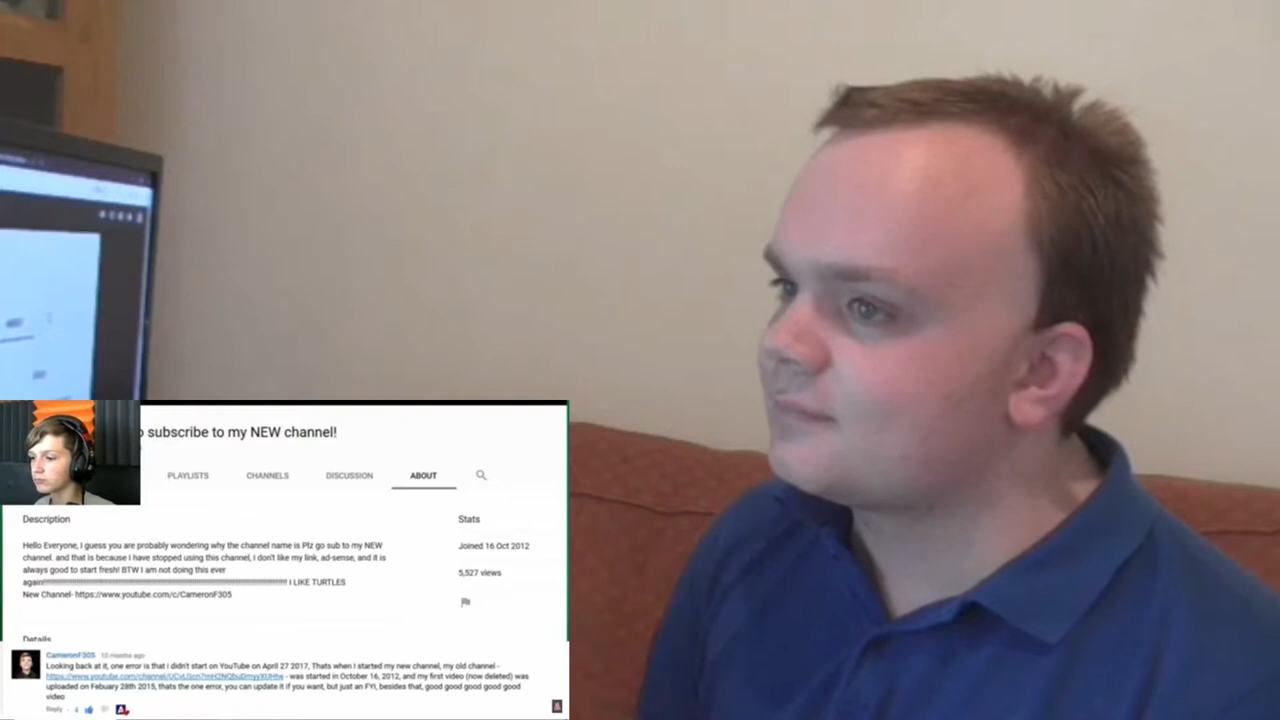 o subscribe to my NEW channel!
PLAYLISTS CHANNELS DISCUSSION ABOUT
Description
Stats
Hello Everyone, I guess you are probably wondering why the channel name is Plz go sub to my NEW
channel. and that is because I have stopped using this channel, I don't like my link, ad-sense, and it is
always good to start fresh! BTW I am not doing this ever
again!!!!!!!!!!!!!!!!!!!!!!!!!!!!!!!!!!!!!!!!!!!!!!!!!!!!!!!!!!!!!!!!!!!!!!!!!!!!!!!!!!!!!!!!!!!!!!! I LIKE TURTLES
New Channel- https://www.youtube.com/c/CameronF305
Joined 16 Oct 2012
5,527 views
Details
CameronF305 10 months ago
Looking back at it, one error is that i didn't start on YouTube on April 27 2017, Thats when I started my new channel, my old channel -
- was started in October 16, 2012, and my first video (now deleted) was
uploaded on Febuary 28th 2015, thats the one error, you can update it if you want, but just an FYI, besides that, good good good good good
video
Reply 4